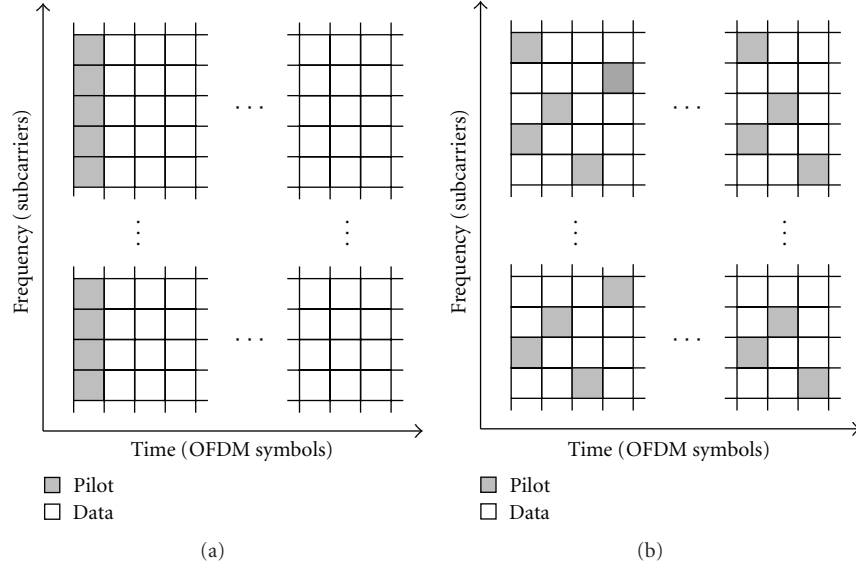 Frequency (subcarriers)
Time (OFDM symbols)
Pilot
Data
(a)
Frequency (subcarriers)
Time (OFDM symbols)
Pilot
Data
(b)